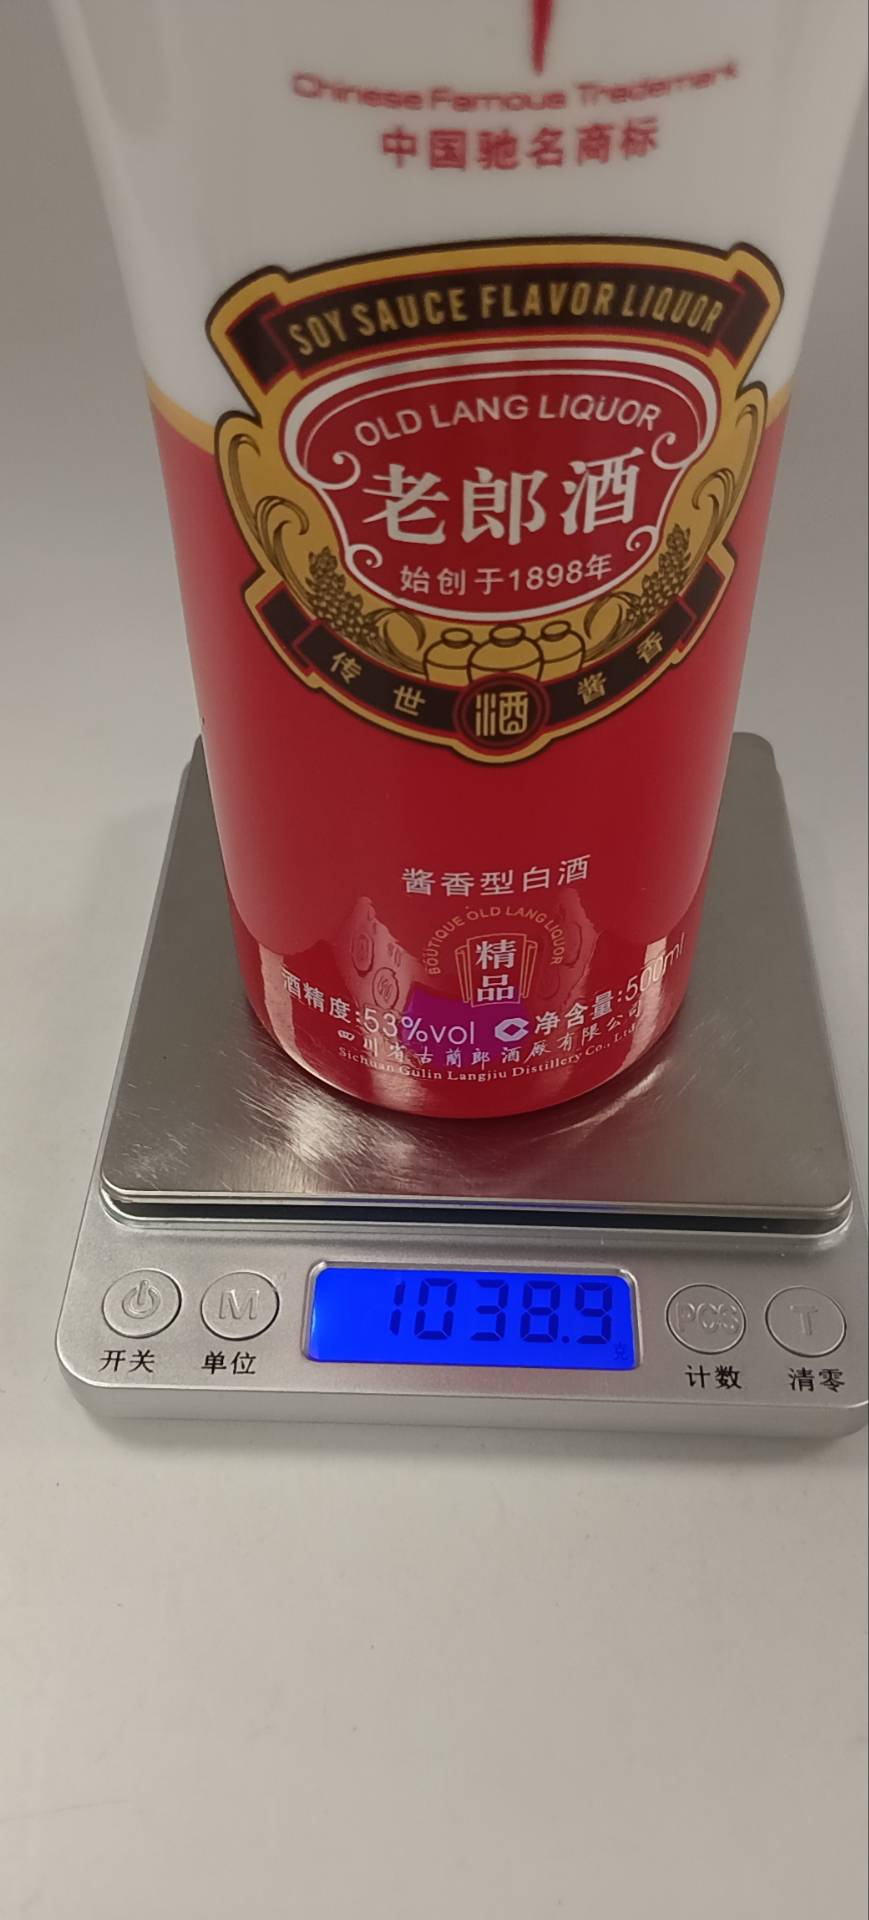 Chinese Famous Trademark
中国驰名商标
SOY SAUCE FLAVOR LIQUOR
OLD LANG LIQUOR
老郎酒
始创于1898年
传世 酒 酱香
酱香型白酒
BOUTIQUE OLD LANG LIQUOR
精品
酒精度:53%vol 净含量:500ml
四川省古蔺郎酒厰有限公司
Sichuan Gulin Langjiu Distillery Co., Ltd
M 1038.9 克 PCS T
开关 单位 计数 清零